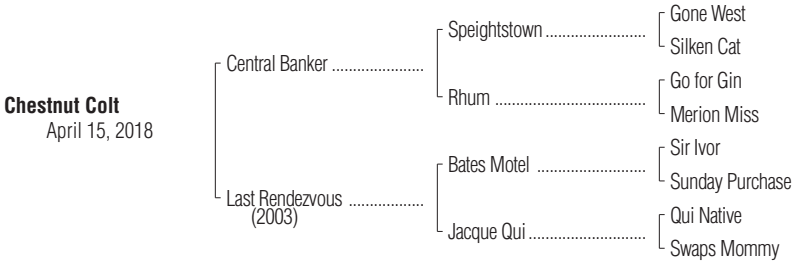 Gone West
Speightstown
Silken Cat
Central Banker
Go for Gin
Rhum
Merion Miss
Chestnut Colt
April 15, 2018
Sir Ivor
Bates Motel
Sunday Purchase
Last Rendezvous
(2003)
Qui Native
Jacque Qui
Swaps Mommy